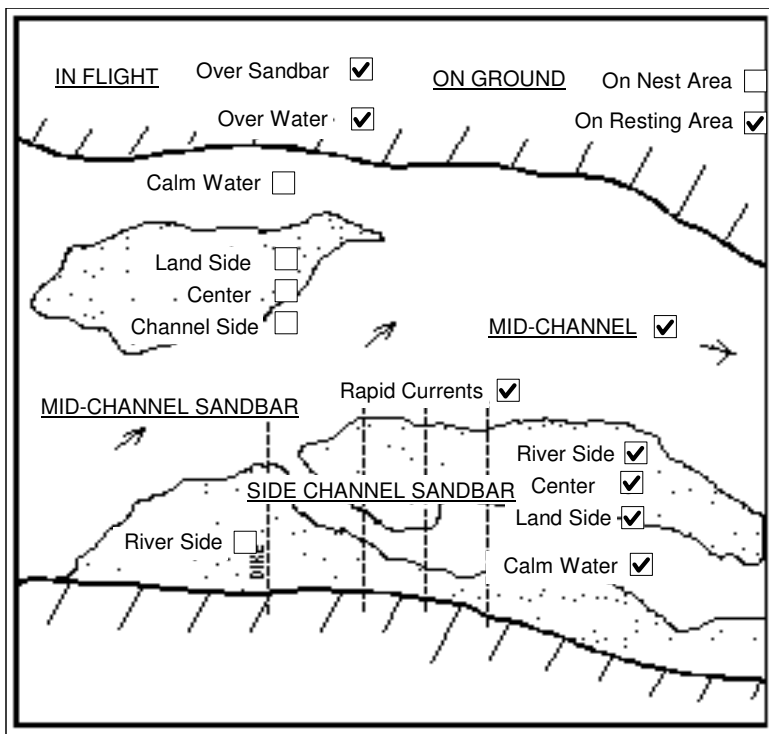 IN FLIGHT
Over Sandbar
ON GROUND
On Nest Area
Over Water
On Resting Area
Calm Water
Land Side
Center
Channel Side
MID-CHANNEL
Rapid Currents
MID-CHANNEL SANDBAR
River Side
SIDE CHANNEL SANDBAR
Center
Land Side
River Side
DIKE
Calm Water